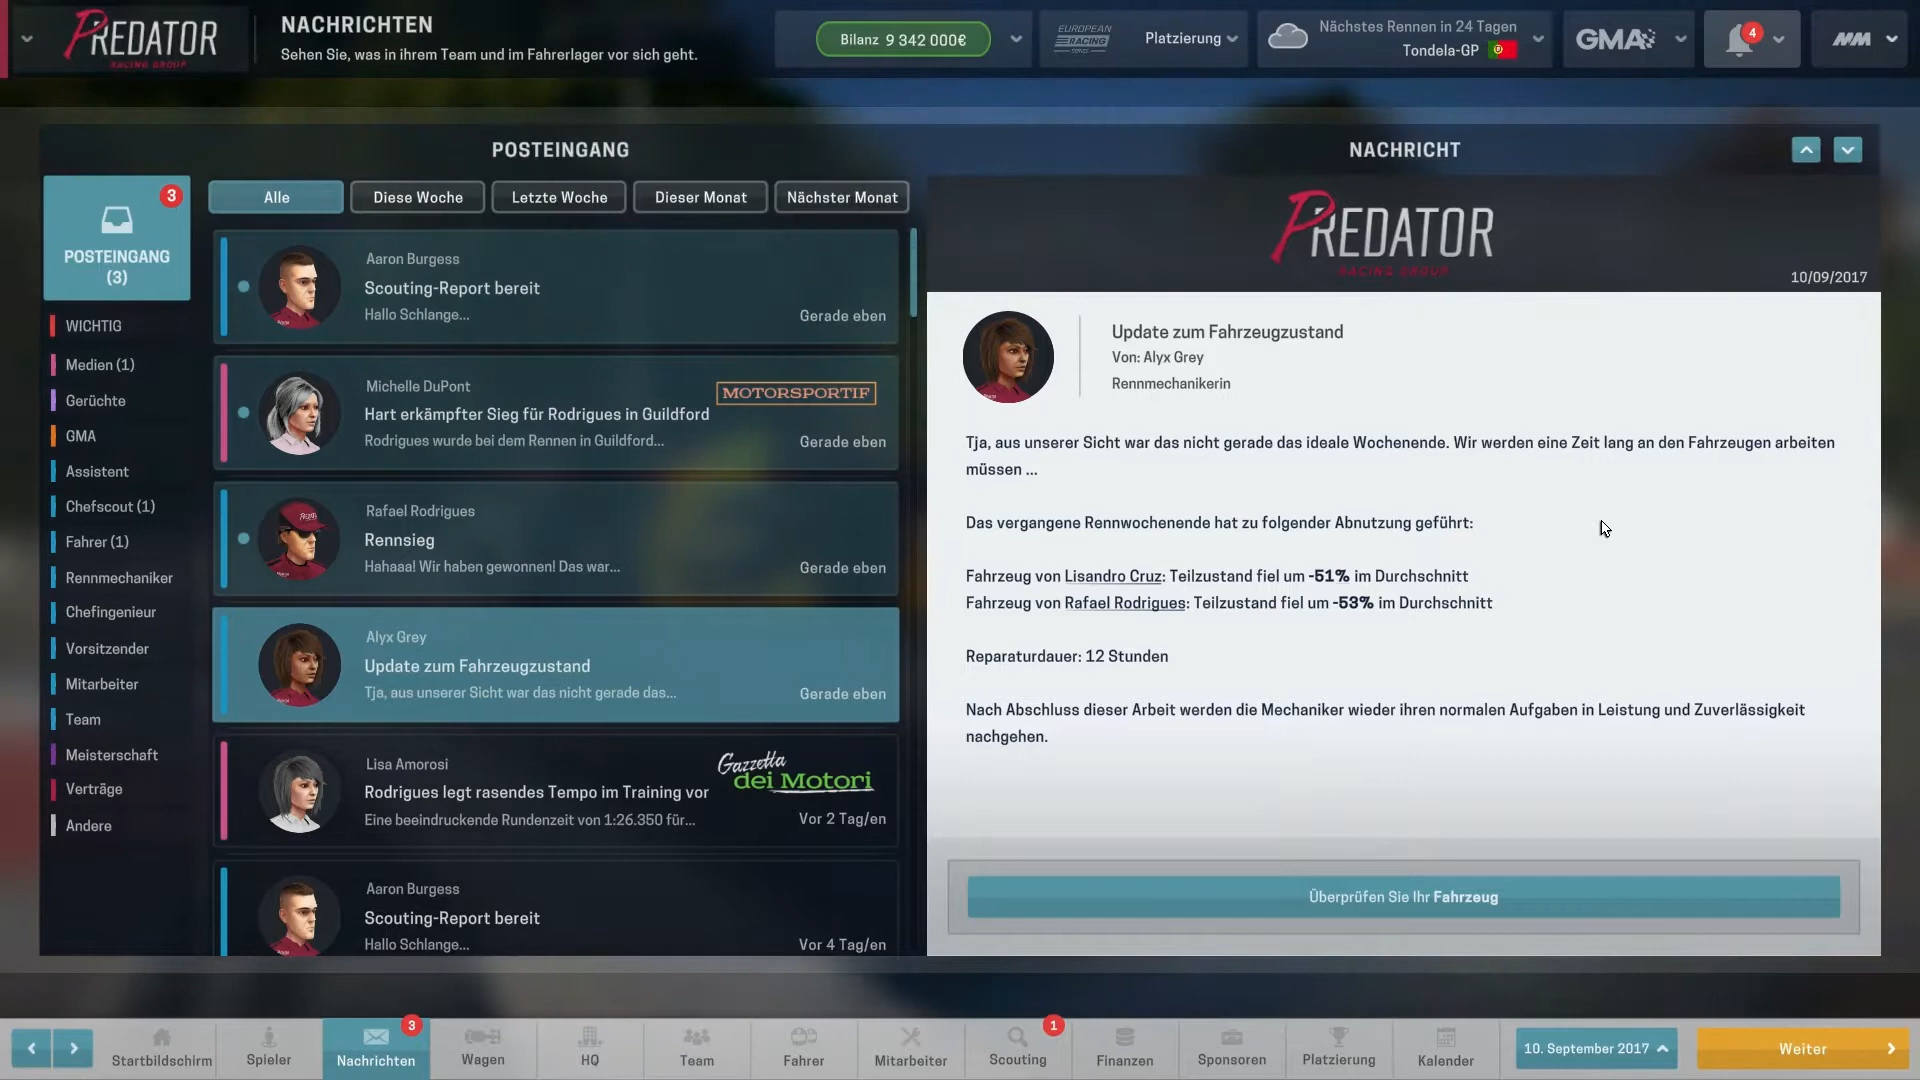 PREDATOR
RACING GROUP
NACHRICHTEN
Sehen Sie, was in ihrem Team und im Fahrerlager vor sich geht.
Bilanz 9 342 000€
EUROPEAN
RACING
SERIES
Platzierung
Nächstes Rennen in 24 Tagen
Tondela-GP
GMA
4
MM
POSTEINGANG
NACHRICHT
3
POSTEINGANG
(3)
WICHTIG
Medien (1)
Gerüchte
GMA
Assistent
Chefscout (1)
Fahrer (1)
Rennmechaniker
Chefingenieur
Vorsitzender
Mitarbeiter
Team
Meisterschaft
Verträge
Andere
Alle
Diese Woche
Letzte Woche
Dieser Monat
Nächster Monat
Aaron Burgess
Scouting-Report bereit
Hallo Schlange...
Gerade eben
Michelle DuPont
MOTORSPORTIF
Hart erkämpfter Sieg für Rodrigues in Guildford
Rodrigues wurde bei dem Rennen in Guildford...
Gerade eben
Rafael Rodrigues
Rennsieg
Hahaaa! Wir haben gewonnen! Das war...
Gerade eben
Alyx Grey
Update zum Fahrzeugzustand
Tja, aus unserer Sicht war das nicht gerade das...
Gerade eben
Lisa Amorosi
Gazzetta
dei Motori
Rodrigues legt rasendes Tempo im Training vor
Eine beeindruckende Rundenzeit von 1:26.350 für...
Vor 2 Tag/en
Aaron Burgess
Scouting-Report bereit
Hallo Schlange...
Vor 4 Tag/en
PREDATOR
RACING GROUP
10/09/2017
Update zum Fahrzeugzustand
Von: Alyx Grey
Rennmechanikerin
Tja, aus unserer Sicht war das nicht gerade das ideale Wochenende. Wir werden eine Zeit lang an den Fahrzeugen arbeiten
müssen ...
Das vergangene Rennwochenende hat zu folgender Abnutzung geführt:
Fahrzeug von Lisandro Cruz: Teilzustand fiel um -51% im Durchschnitt
Fahrzeug von Rafael Rodrigues: Teilzustand fiel um -53% im Durchschnitt
Reparaturdauer: 12 Stunden
Nach Abschluss dieser Arbeit werden die Mechaniker wieder ihren normalen Aufgaben in Leistung und Zuverlässigkeit
nachgehen.
Überprüfen Sie Ihr Fahrzeug
Startbildschirm
Spieler
3
Nachrichten
Wagen
HQ
Team
Fahrer
Mitarbeiter
1
Scouting
Finanzen
Sponsoren
Platzierung
Kalender
10. September 2017
Weiter